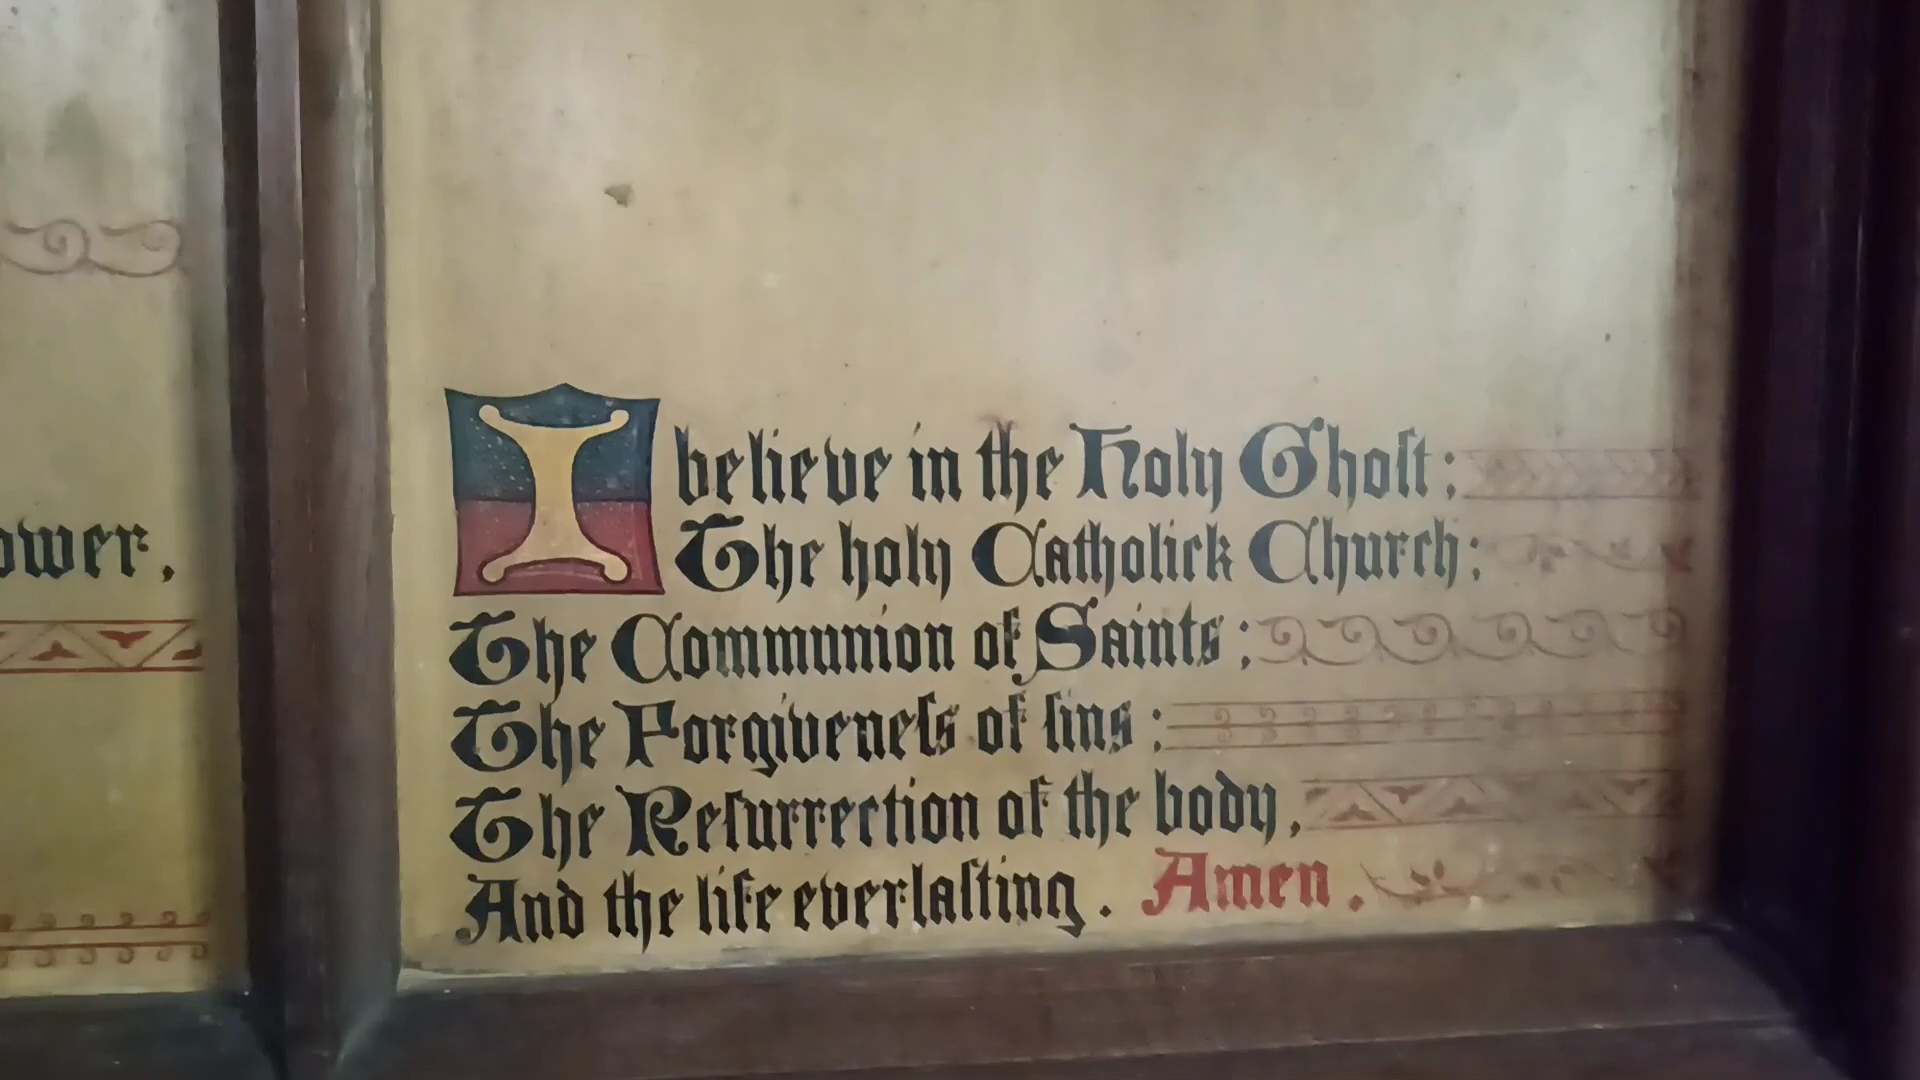 ower,
I believe in the Holy Ghoſt;
The holy Catholick Church;
The Communion of Saints;
The Forgiveneſs of ſins:
The Reſurrection of the body,
And the life everlaſting. Amen.